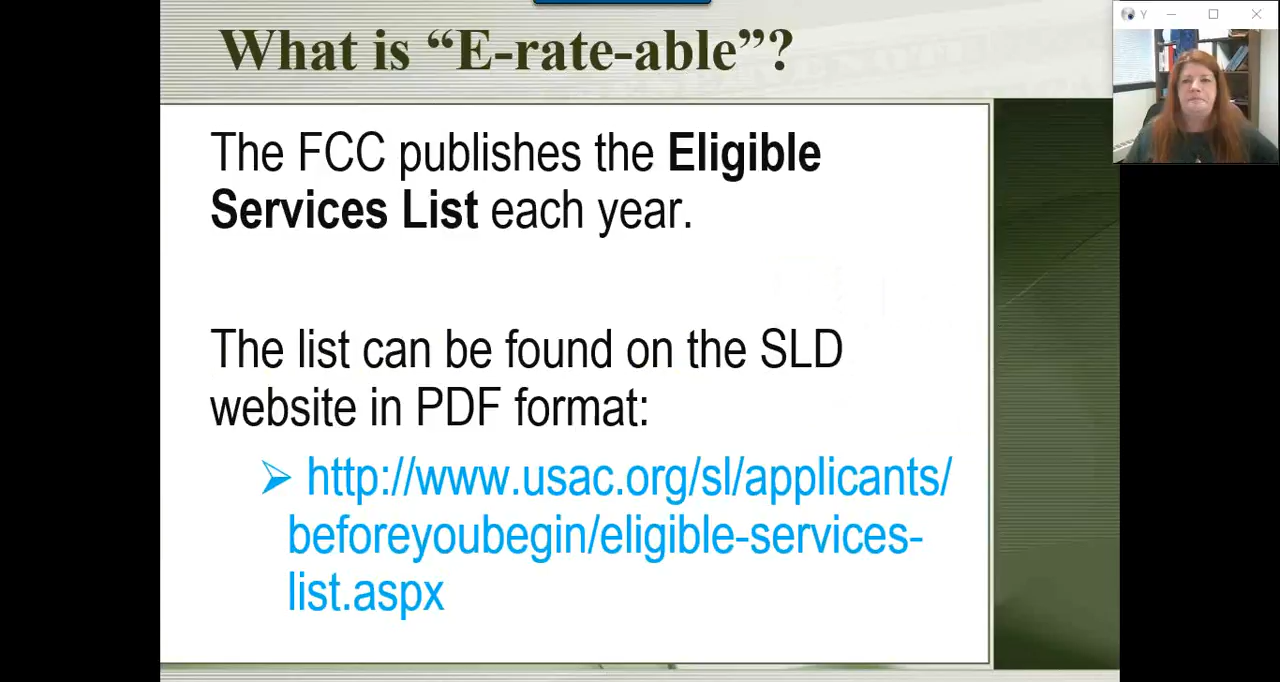 What is “E-rate-able”?
Y
The FCC publishes the Eligible
Services List each year.
The list can be found on the SLD
website in PDF format:
➢ http://www.usac.org/sl/applicants/
beforeyoubegin/eligible-services-
list.aspx